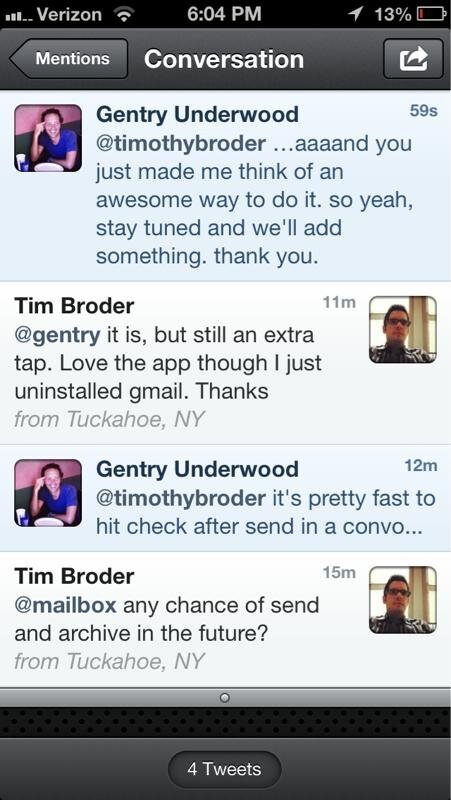 Verizon 6:04 PM 13%
Mentions Conversation
Gentry Underwood 59s
@timothybroder ...aaaand you
just made me think of an
awesome way to do it. so yeah,
stay tuned and we'll add
something. thank you.
Tim Broder 11m
@gentry it is, but still an extra
tap. Love the app though I just
uninstalled gmail. Thanks
from Tuckahoe, NY
Gentry Underwood 12m
@timothybroder it's pretty fast to
hit check after send in a convo...
Tim Broder 15m
@mailbox any chance of send
and archive in the future?
from Tuckahoe, NY
4 Tweets